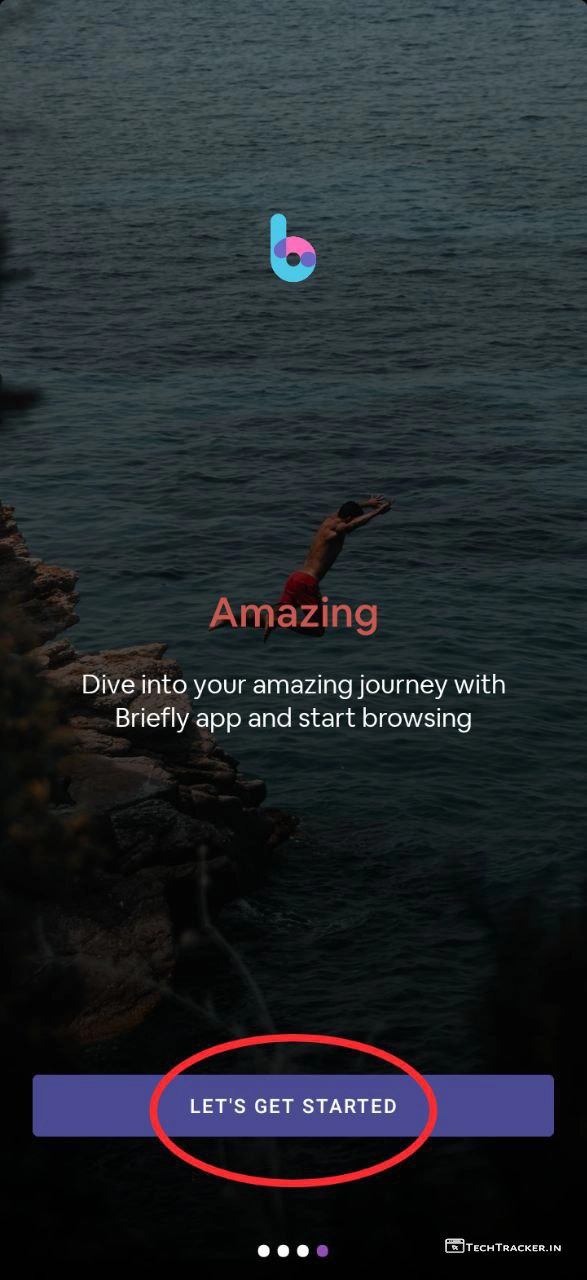 Amazing
Dive into your amazing journey with
Briefly app and start browsing
LET'S GET STARTED
TECHTRACKER.IN